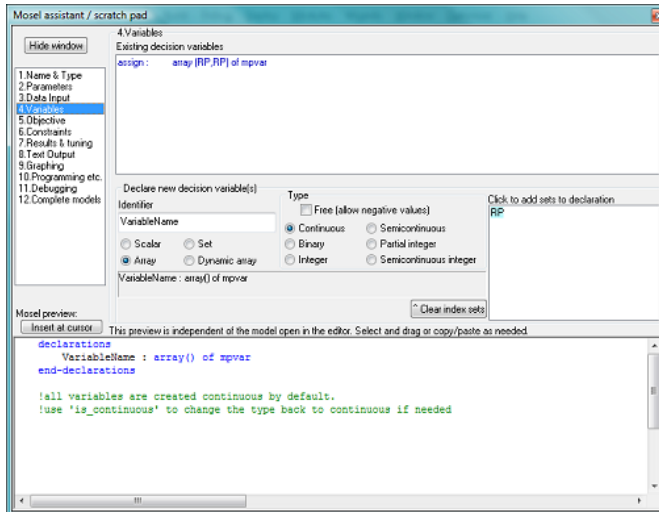 Mosel assistant / scratch pad
Hide window
1.Name & Type
2.Parameters
3.Data Input
4.Variables
5.Objective
6.Constraints
7.Results & tuning
8.Text Output
9.Graphing
10.Programming etc.
11.Debugging
12.Complete models
4.Variables
Existing decision variables
assign : array (RP,RP) of mpvar
Declare new decision variable(s)
Identifier
VariableName
Scalar Set
Array Dynamic array
VariableName : array() of mpvar
Type
Free (allow negative values)
Continuous Semicontinuous
Binary Partial integer
Integer Semicontinuous integer
Click to add sets to declaration
RP
^ Clear index sets
Mosel preview:
Insert at cursor
This preview is independent of the model open in the editor. Select and drag or copy/paste as needed.
declarations
VariableName : array() of mpvar
end-declarations
!all variables are created continuous by default.
!use 'is_continuous' to change the type back to continuous if needed